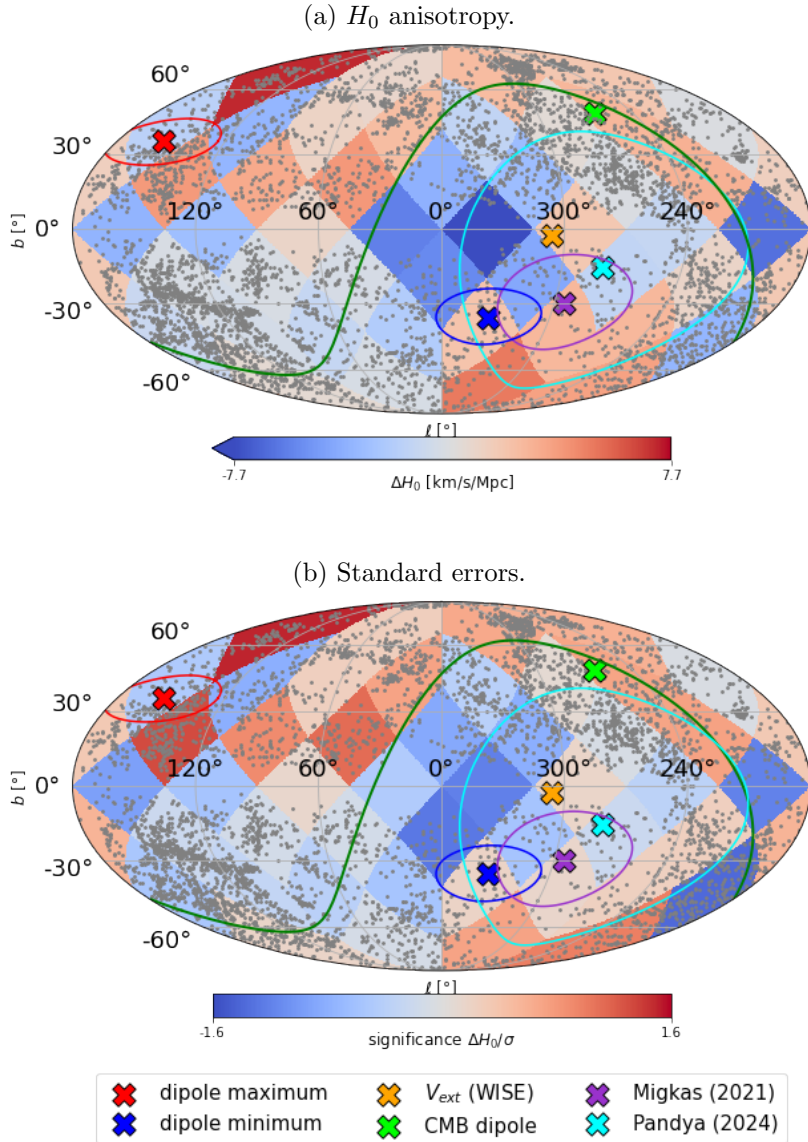 (a) H₀ anisotropy.
60°
30°
120° 60° 0° 300° 240°
b [°] 0°
-30°
-60°
ℓ [°]
-7.7 7.7
ΔH₀ [km/s/Mpc]
(b) Standard errors.
60°
30°
120° 60° 0° 300° 240°
b [°] 0°
-30°
-60°
ℓ [°]
-1.6 1.6
significance ΔH₀/σ
dipole maximum V_ext (WISE) Migkas (2021)
dipole minimum CMB dipole Pandya (2024)